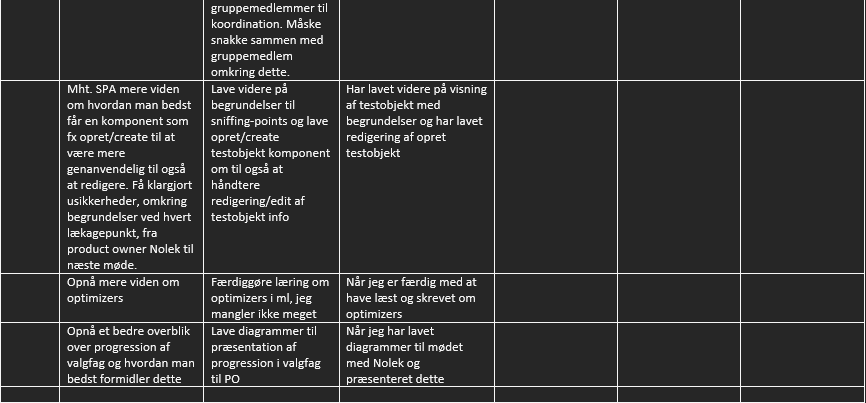 gruppemedlemmer til
koordination. Måske
snakke sammen med
gruppemedlem
omkring dette.
Mht. SPA mere viden
om hvordan man bedst
får en komponent som
fx opret/create til at
være mere
genanvendelig til også
at redigere. Få klargjort
usikkerheder, omkring
begrundelser ved hvert
lækagepunkt, fra
product owner Nolek til
næste møde.
Lave videre på
begrundelser til
sniffing-points og lave
opret/create
testobjekt komponent
om til også at
håndtere
redigering/edit af
testobjekt info
Har lavet videre på visning
af testobjekt med
begrundelser og har lavet
redigering af opret
testobjekt
Opnå mere viden om
optimizers
Færdiggøre læring om
optimizers i ml, jeg
mangler ikke meget
Når jeg er færdig med at
have læst og skrevet om
optimizers
Opnå et bedre overblik
over progression af
valgfag og hvordan man
bedst formidler dette
Lave diagrammer til
præsentation af
progression i valgfag
til PO
Når jeg har lavet
diagrammer til mødet
med Nolek og
præsenteret dette